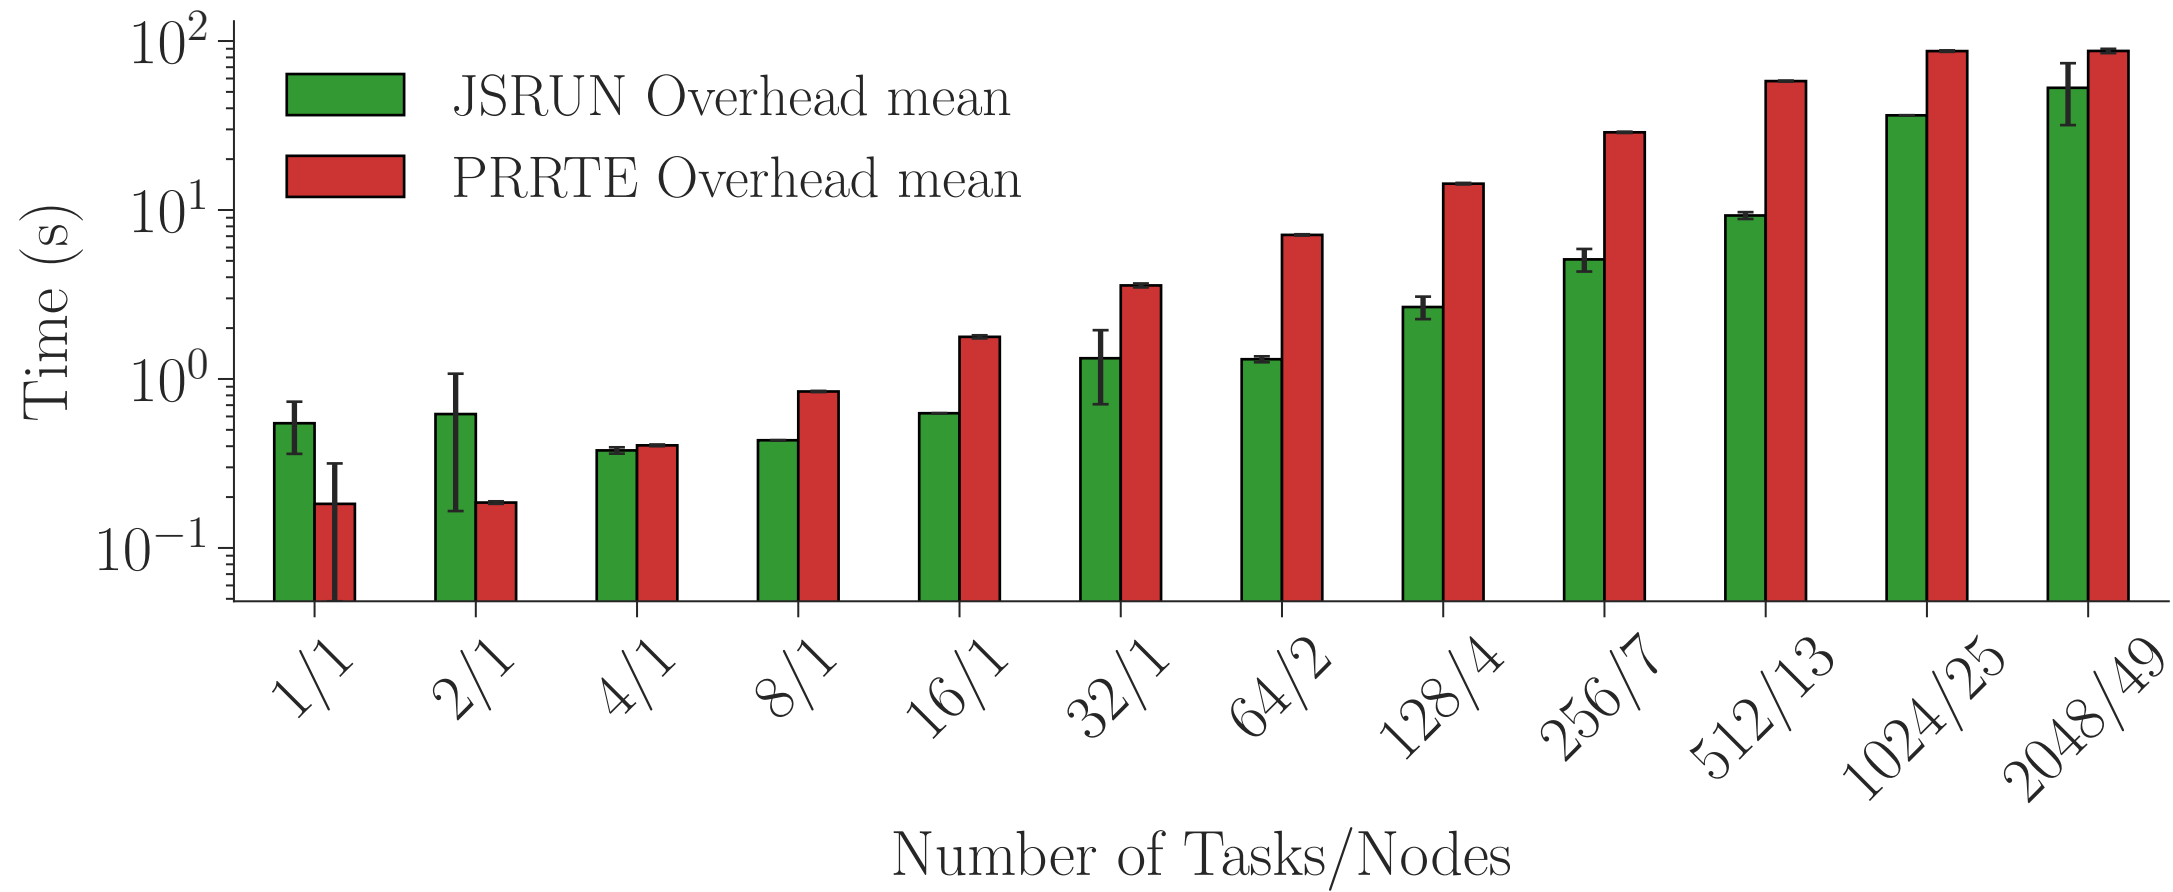 10²
JSRUN Overhead mean
PRRTE Overhead mean
10¹
10⁰
10⁻¹
Time (s)
1/1 2/1 4/1 8/1 16/1 32/1 64/2 128/4 256/7 512/13 1024/25 2048/49
Number of Tasks/Nodes